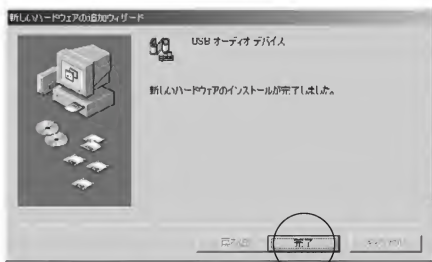 新しいハードウェアの追加ウィザード
USB オーディオ デバイス
新しいハードウェアのインストールが完了しました。
完了